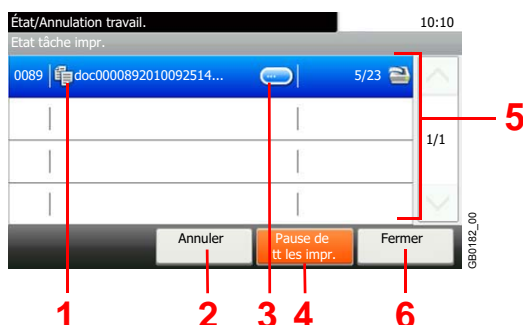 État/Annulation travail. 10:10
Etat tâche impr.
0089 doc0000892010092514... ... 5/23
5
1/1
Annuler Pause de tt les impr. Fermer
GB0182_00
1 2 3 4 6